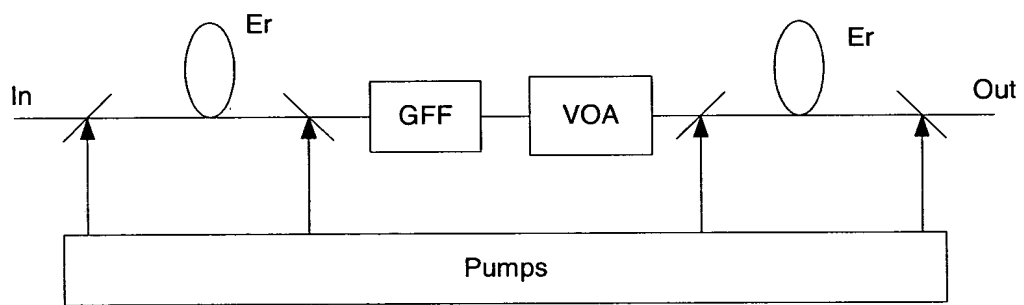 Er
Er
In
GFF
VOA
Out
Pumps